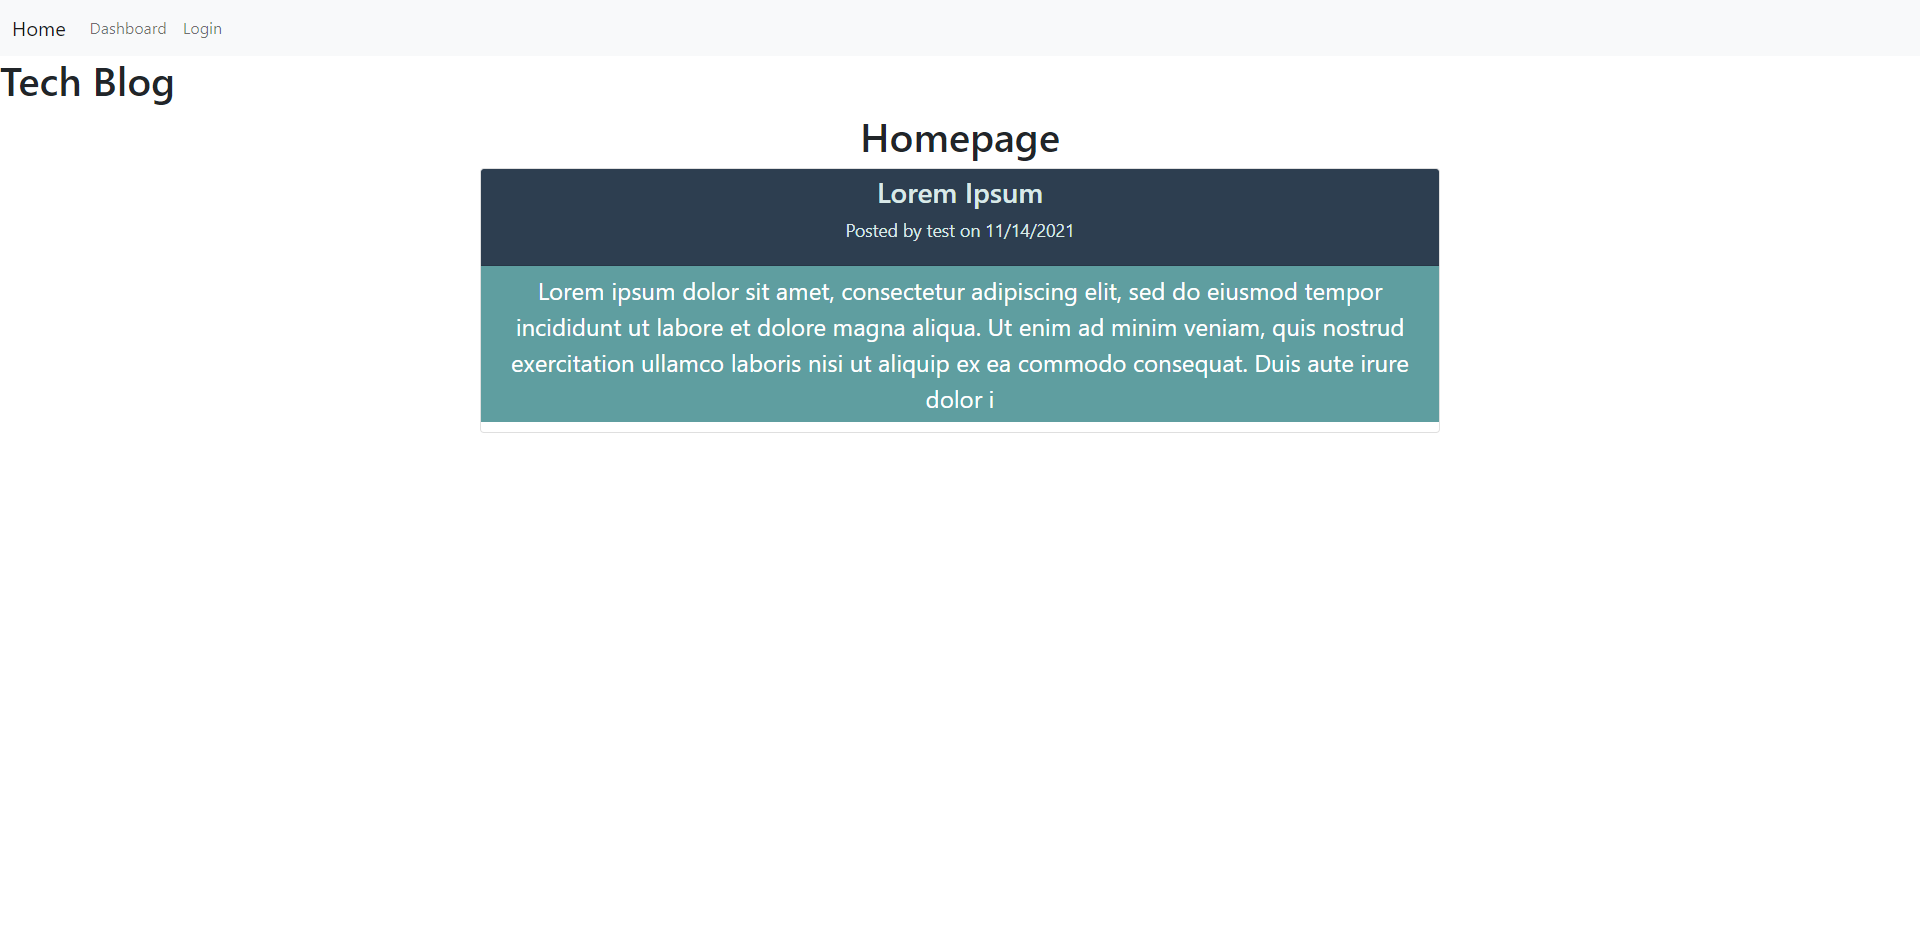 Home Dashboard Login
Tech Blog
Homepage
Lorem Ipsum
Posted by test on 11/14/2021
Lorem ipsum dolor sit amet, consectetur adipiscing elit, sed do eiusmod tempor
incididunt ut labore et dolore magna aliqua. Ut enim ad minim veniam, quis nostrud
exercitation ullamco laboris nisi ut aliquip ex ea commodo consequat. Duis aute irure
dolor i